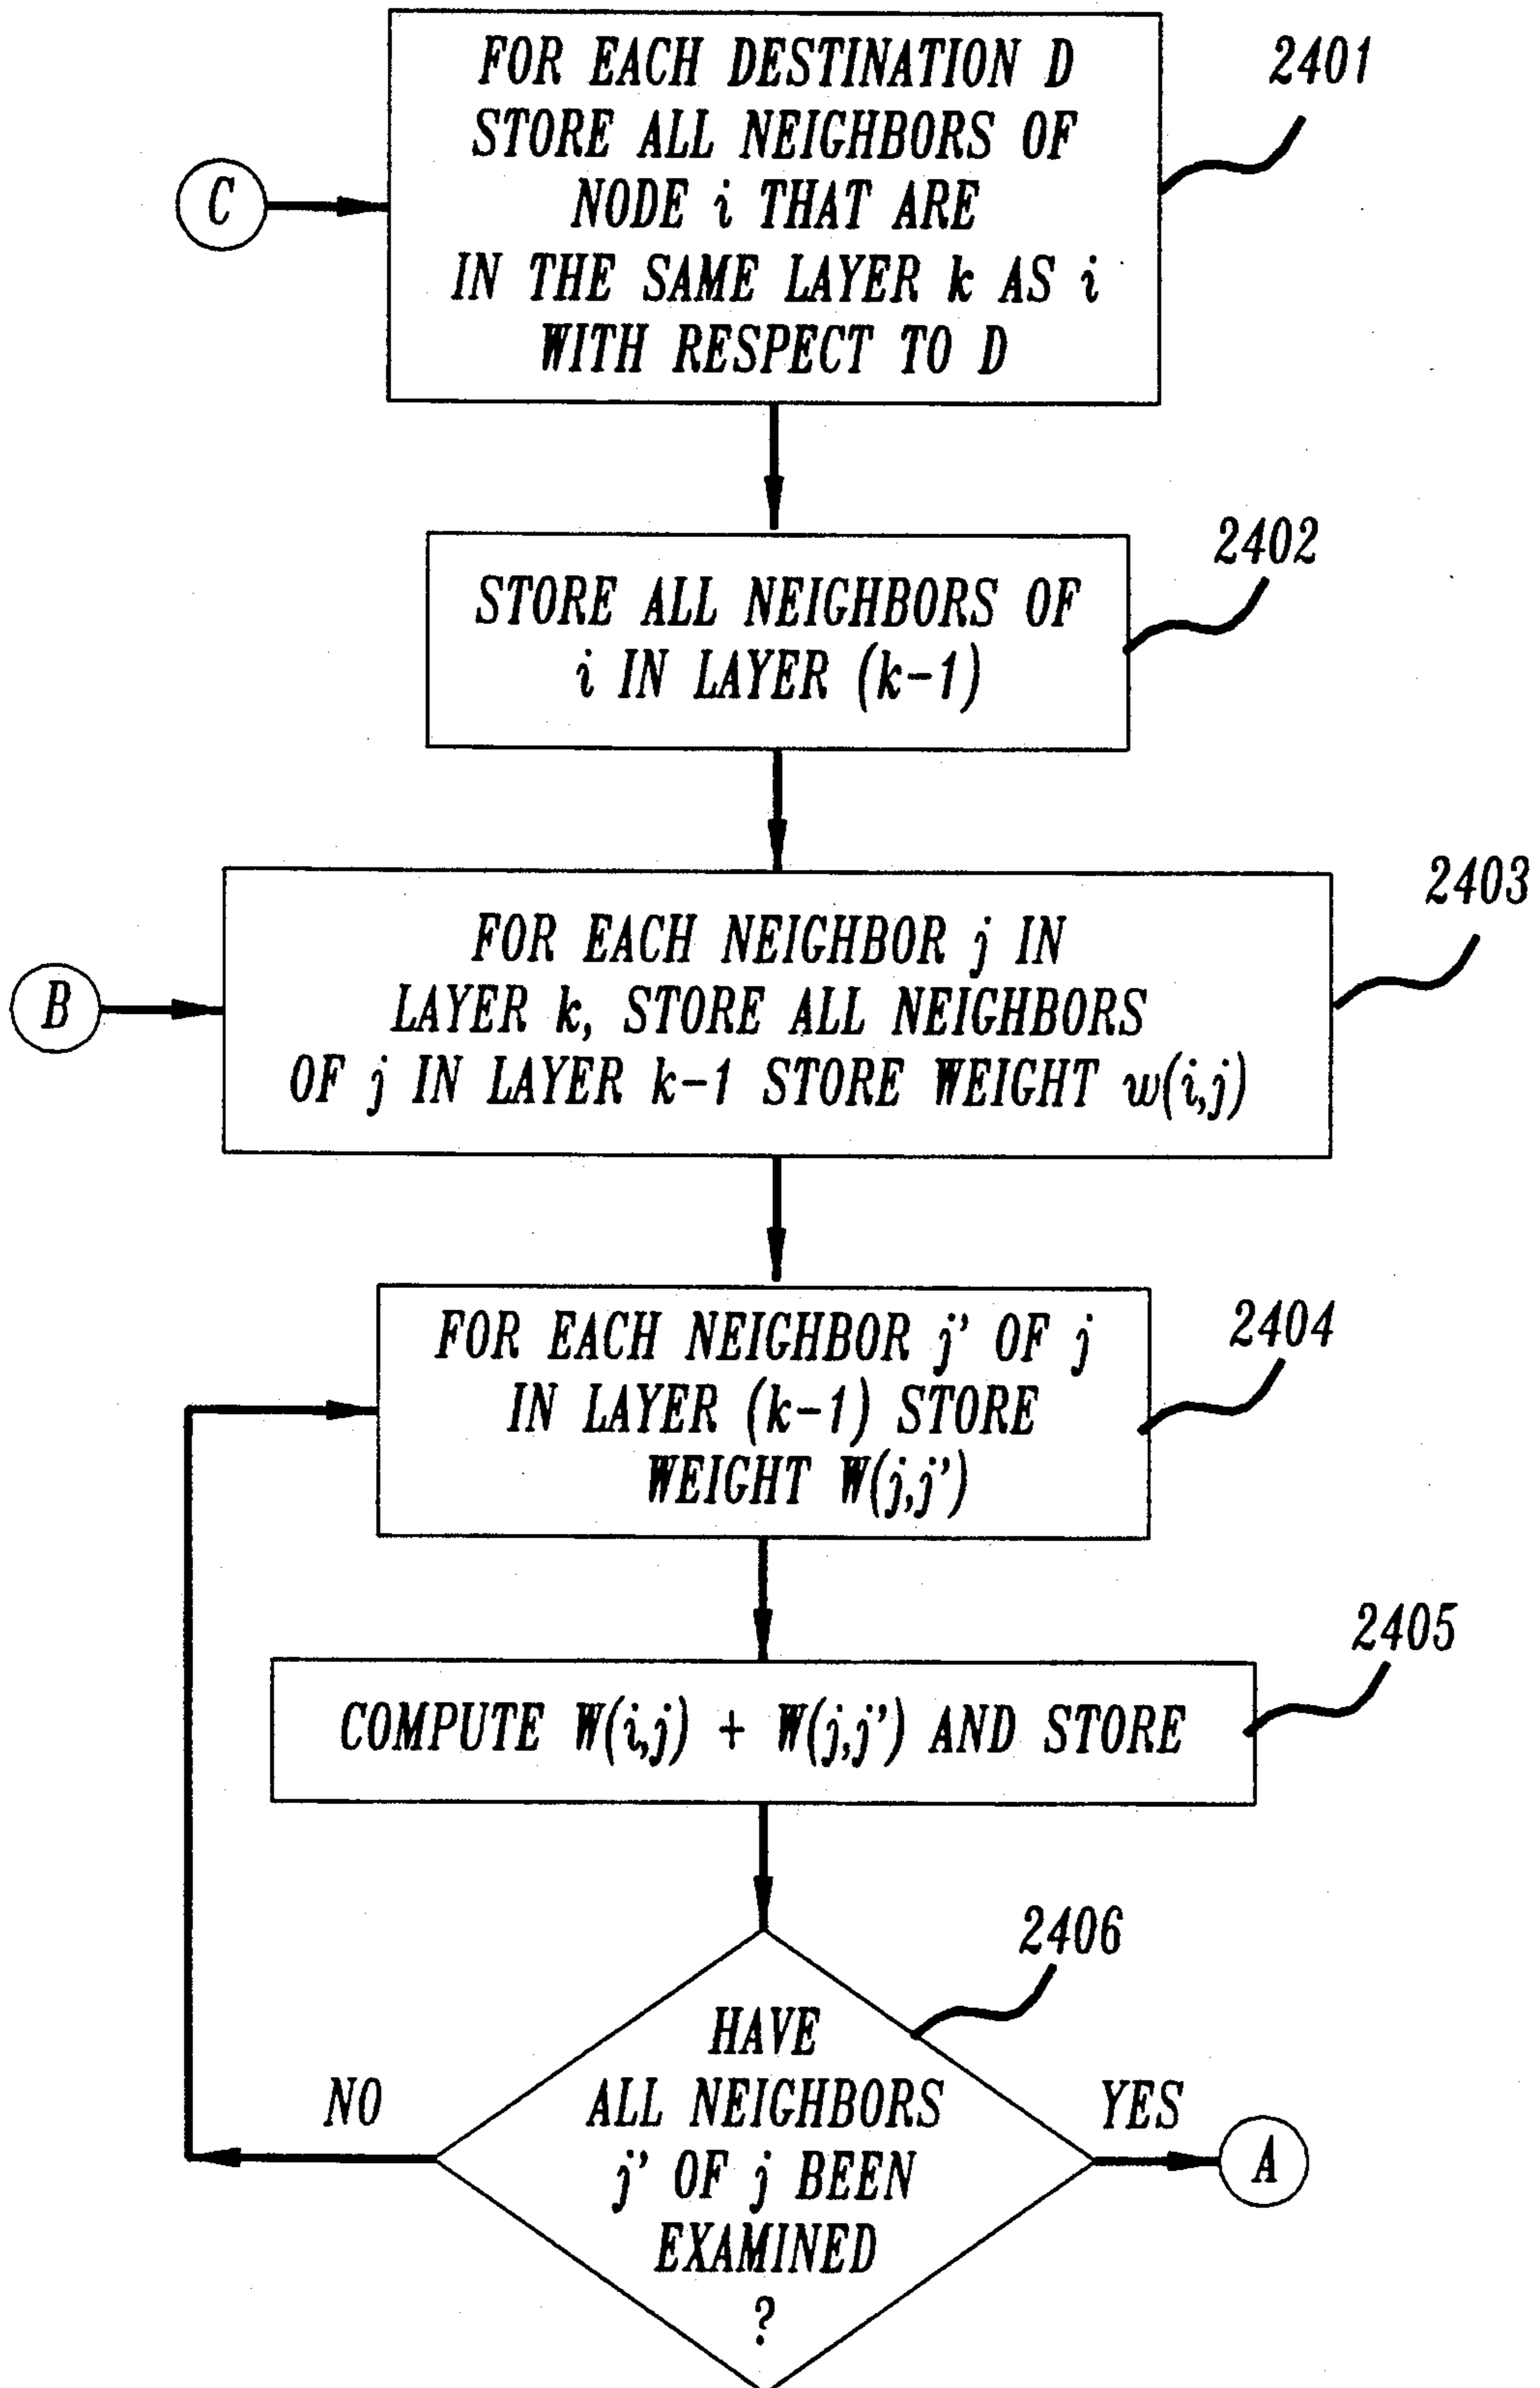 FOR EACH DESTINATION D
STORE ALL NEIGHBORS OF
NODE i THAT ARE
IN THE SAME LAYER k AS i
WITH RESPECT TO D
2401
C
STORE ALL NEIGHBORS OF
i IN LAYER (k-1)
2402
FOR EACH NEIGHBOR j IN
LAYER k, STORE ALL NEIGHBORS
OF j IN LAYER k-1 STORE WEIGHT w(i,j)
2403
B
FOR EACH NEIGHBOR j' OF j
IN LAYER (k-1) STORE
WEIGHT W(j,j')
2404
COMPUTE W(i,j) + W(j,j') AND STORE
2405
HAVE
ALL NEIGHBORS
j' OF j BEEN
EXAMINED
?
2406
NO
YES
A